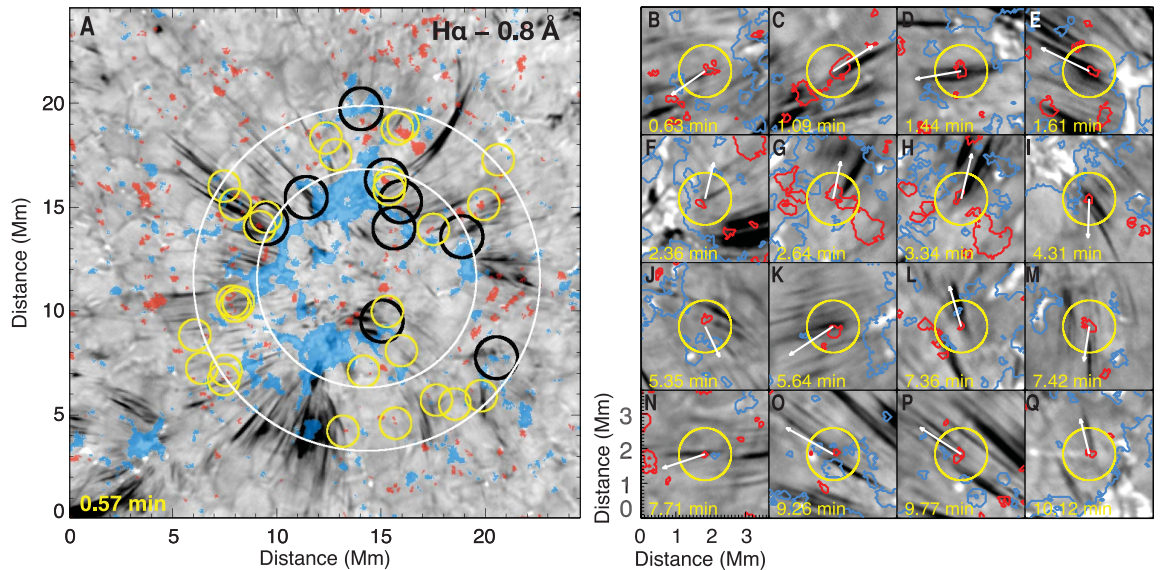 A
Hα – 0.8 Å
20
15
10
5
0
Distance (Mm)
0.57 min
0 5 10 15 20
Distance (Mm)
B C D E
0.63 min 1.09 min 1.44 min 1.61 min
F G H I
2.36 min 2.64 min 3.34 min 4.31 min
J K L M
5.35 min 5.64 min 7.36 min 7.42 min
N O P Q
3
2
1
0
Distance (Mm)
7.71 min 9.26 min 9.77 min 10.12 min
0 1 2 3
Distance (Mm)